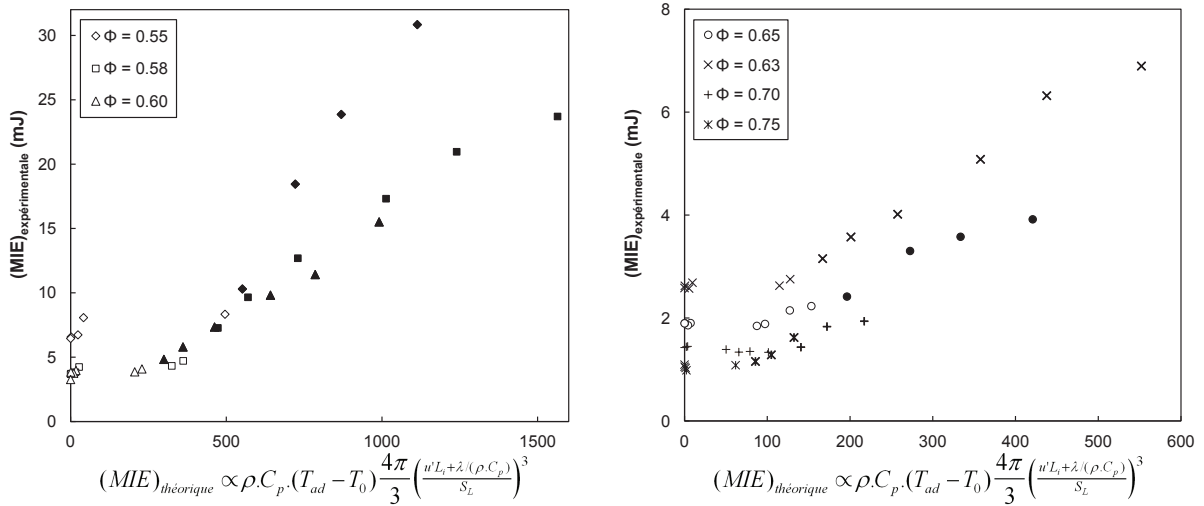 (MIE)expérimentale (mJ)
30
25
20
15
10
5
0
Φ = 0.55
Φ = 0.58
Φ = 0.60
0 500 1000 1500
(MIE)théorique ∝ ρ.Cp.(Tad − T0) 4π/3 (u'Li+λ/(ρ.Cp)/SL)³
(MIE)expérimentale (mJ)
8
6
4
2
0
Φ = 0.65
Φ = 0.63
Φ = 0.70
Φ = 0.75
0 100 200 300 400 500 600
(MIE)théorique ∝ ρ.Cp.(Tad − T0) 4π/3 (u'Li+λ/(ρ.Cp)/SL)³